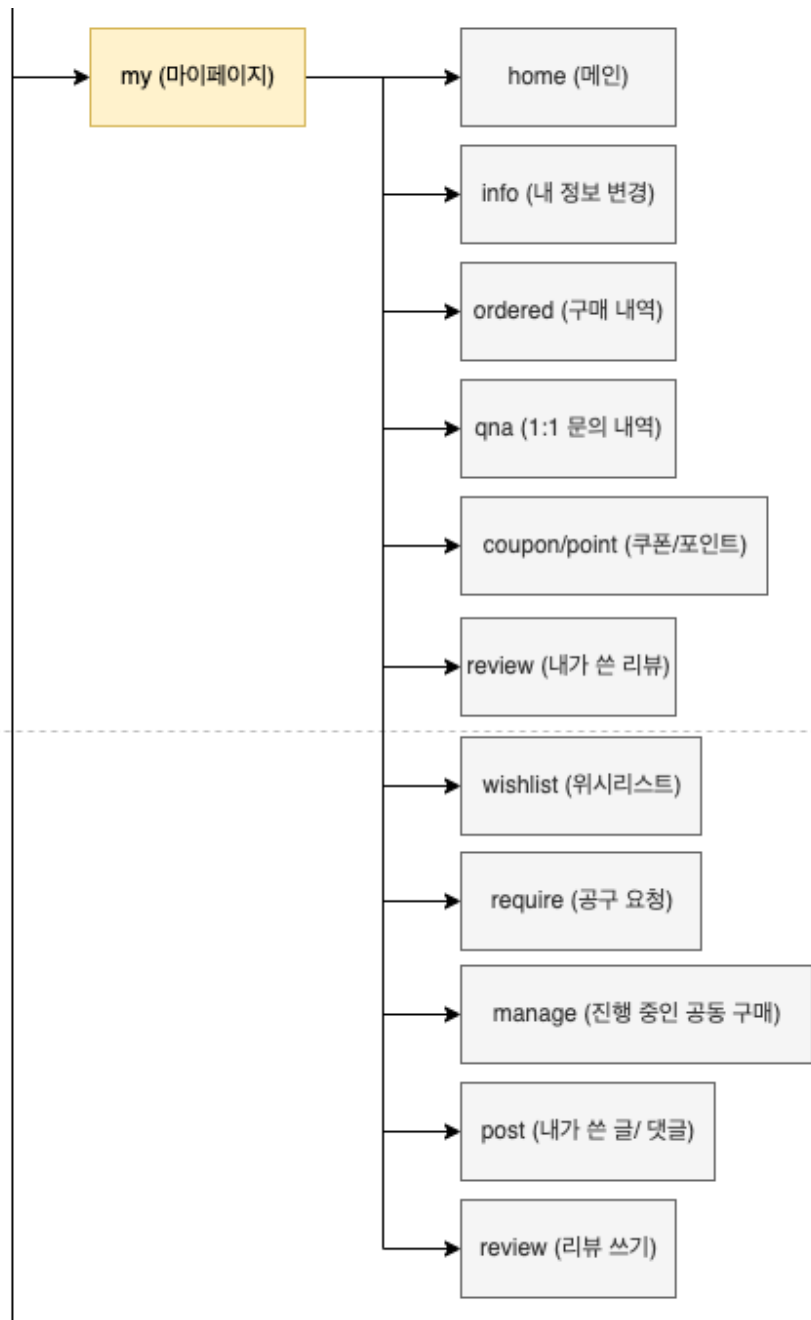 my (마이페이지)
home (메인)
info (내 정보 변경)
ordered (구매 내역)
qna (1:1 문의 내역)
coupon/point (쿠폰/포인트)
review (내가 쓴 리뷰)
wishlist (위시리스트)
require (공구 요청)
manage (진행 중인 공동 구매)
post (내가 쓴 글/ 댓글)
review (리뷰 쓰기)